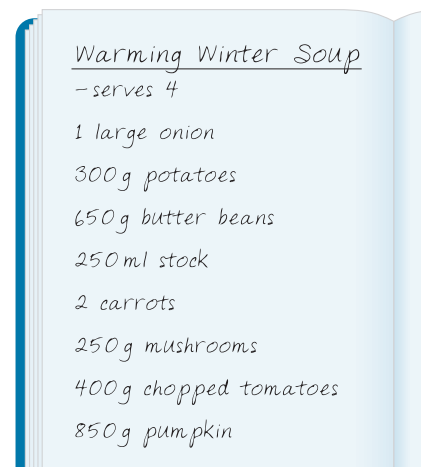 Warming Winter Soup
-serves 4
1 large onion
300g potatoes
650g butter beans
250ml stock
2 carrots
250g mushrooms
400g chopped tomatoes
850g pumpkin